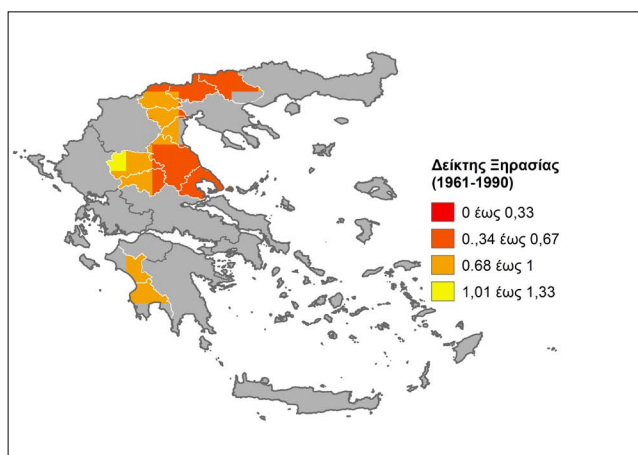 Δείκτης Ξηρασίας
(1961-1990)
0 έως 0,33
0.,34 έως 0,67
0.68 έως 1
1,01 έως 1,33